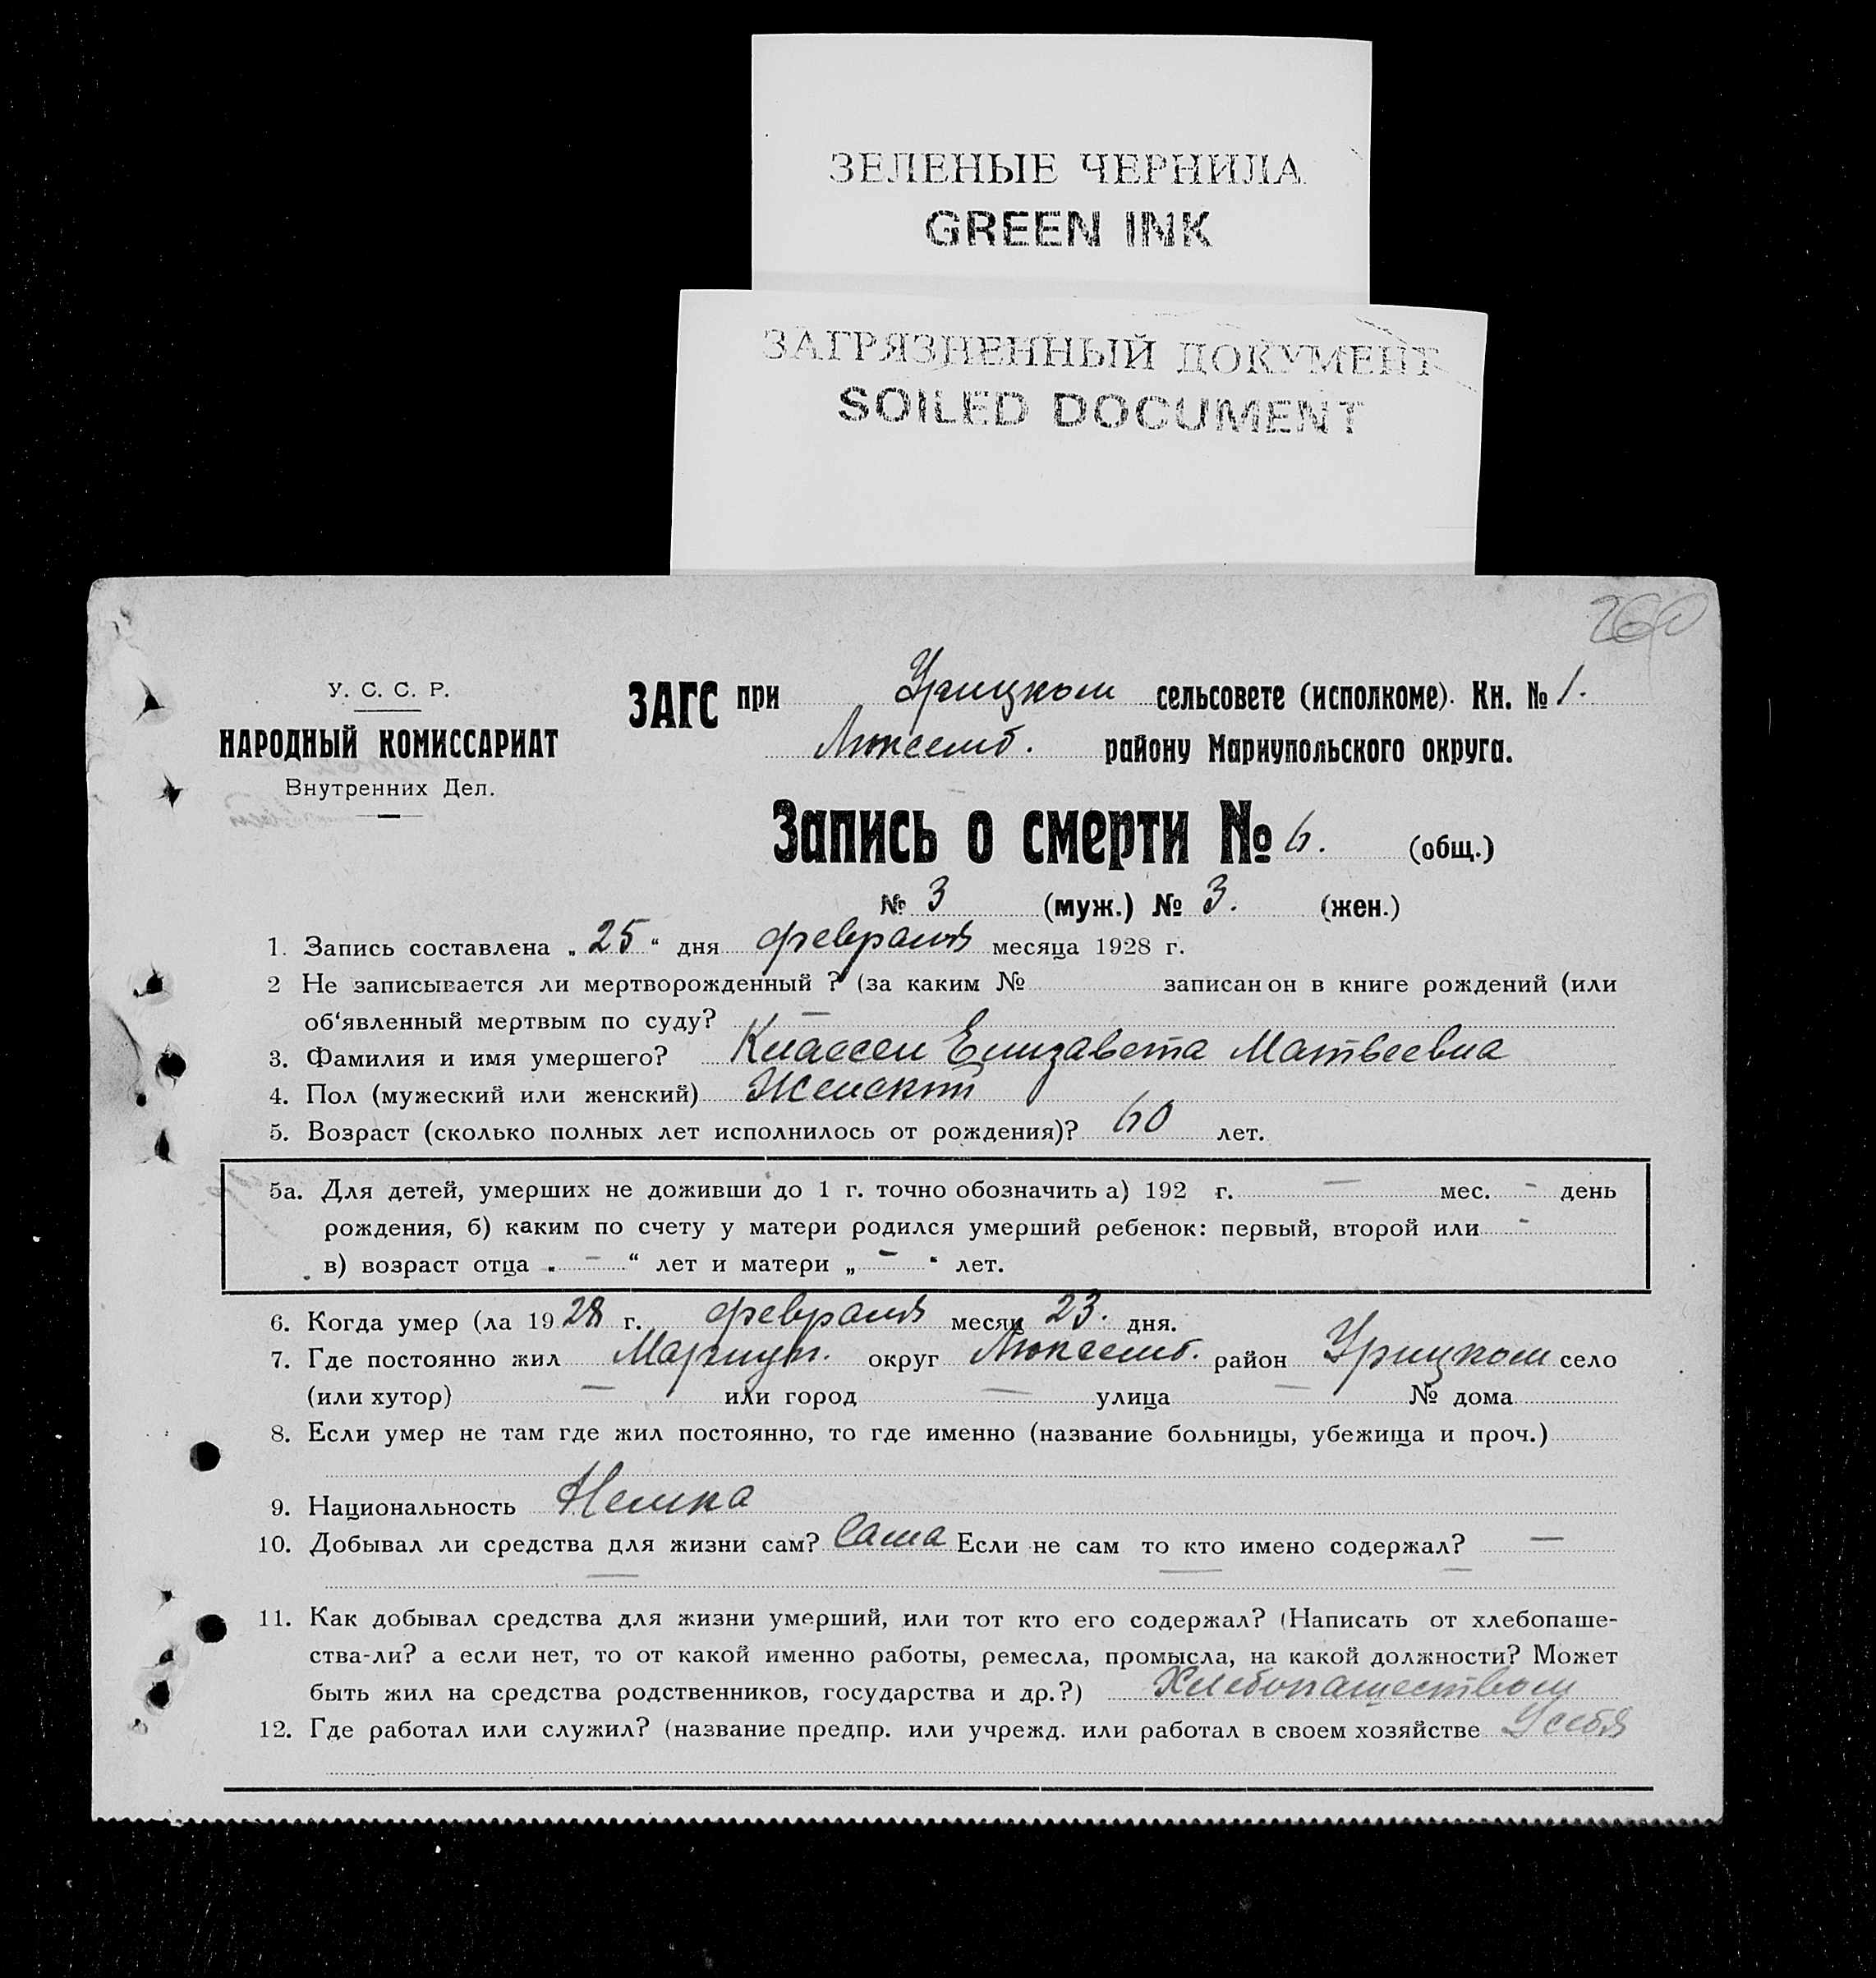 ЗЕЛЕНЫЕ ЧЕРНИЛА
GREEN INK
ЗАГРЯЗНЕННЫЙ ДОКУМЕНТ
SOILED DOCUMENT
260
У. С. С. Р.
НАРОДНЫЙ КОМИССАРИАТ
Внутренних Дел.
ЗАГС при Урицком сельсовете (исполкоме). Кн. № 1.
Люксемб. району Мариупольского округа.
Запись о смерти № 6. (общ.)
№ 3 (муж.) № 3. (жен.)
1. Запись составлена „ 25 “ дня февраля месяца 1928 г.
2 Не записывается ли мертворожденный ? (за каким № записан он в книге рождений (или
об‘явленный мертвым по суду? —
3. Фамилия и имя умершего? Классен Елизавета Матвеевна
4. Пол (мужеский или женский) Женский
5. Возраст (сколько полных лет исполнилось от рождения)? 60 лет.
5а. Для детей, умерших не доживши до 1 г. точно обозначить а) 192 г. — мес. - день
рождения, б) каким по счету у матери родился умерший ребенок: первый, второй или -
в) возраст отца „ — “ лет и матери „ — “ лет.
6. Когда умер (ла 1928 г. февраля месяц 23. дня.
7. Где постоянно жил Мариуп. округ Люксемб. район Урицком село
(или хутор) — или город — улица — № дома
8. Если умер не там где жил постоянно, то где именно (название больницы, убежища и проч.)
9. Национальность Немка
10. Добывал ли средства для жизни сам? Сама Если не сам то кто имено содержал? —
— — —
11. Как добывал средства для жизни умерший, или тот кто его содержал? (Написать от хлебопаше-
ства-ли? а если нет, то от какой именно работы, ремесла, промысла, на какой должности? Может
быть жил на средства родственников, государства и др.?) Хлебопашеством
12. Где работал или служил? (название предпр. или учрежд. или работал в своем хозяйстве У себя